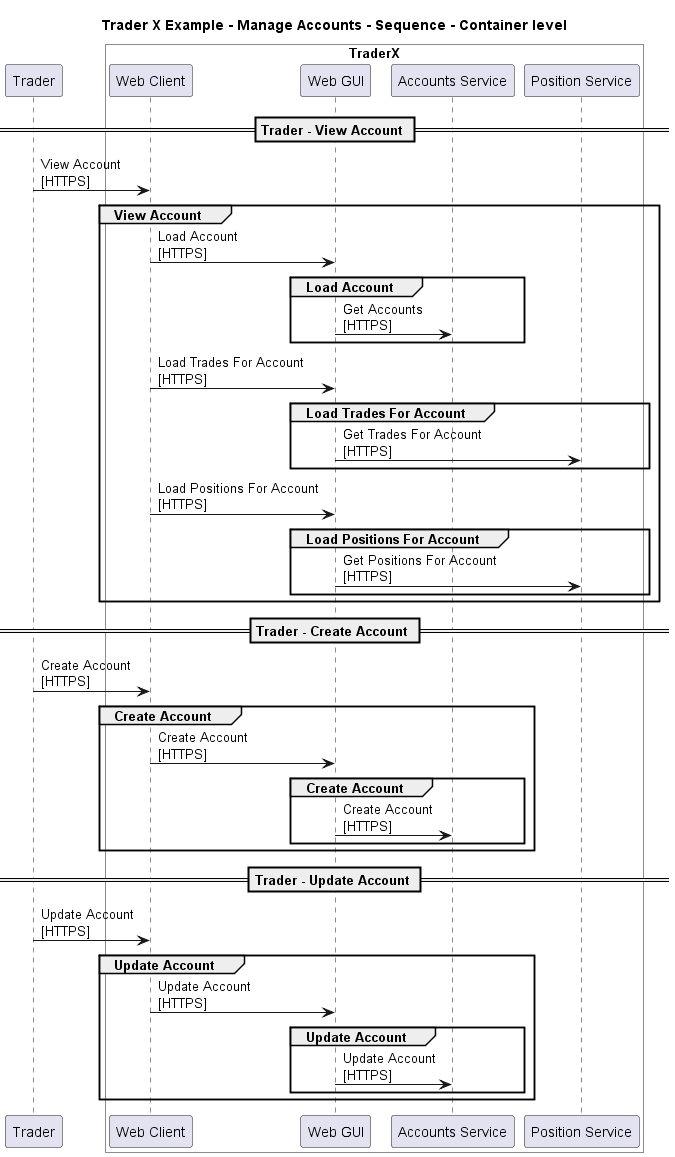 Trader X Example - Manage Accounts - Sequence - Container level
TraderX
Trader
Web Client
Web GUI
Accounts Service
Position Service
Trader - View Account
View Account
[HTTPS]
View Account
Load Account
[HTTPS]
Load Account
Get Accounts
[HTTPS]
Load Trades For Account
[HTTPS]
Load Trades For Account
Get Trades For Account
[HTTPS]
Load Positions For Account
[HTTPS]
Load Positions For Account
Get Positions For Account
[HTTPS]
Trader - Create Account
Create Account
[HTTPS]
Create Account
Create Account
[HTTPS]
Create Account
Create Account
[HTTPS]
Trader - Update Account
Update Account
[HTTPS]
Update Account
Update Account
[HTTPS]
Update Account
Update Account
[HTTPS]
Trader
Web Client
Web GUI
Accounts Service
Position Service